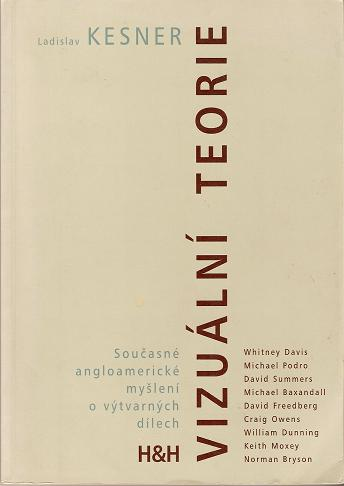 Ladislav KESNER
VIZUÁLNÍ TEORIE
Současné
angloamerické
myšlení
o výtvarných
dílech
H&H
Whitney Davis
Michael Podro
David Summers
Michael Baxandall
David Freedberg
Craig Owens
William Dunning
Keith Moxey
Norman Bryson